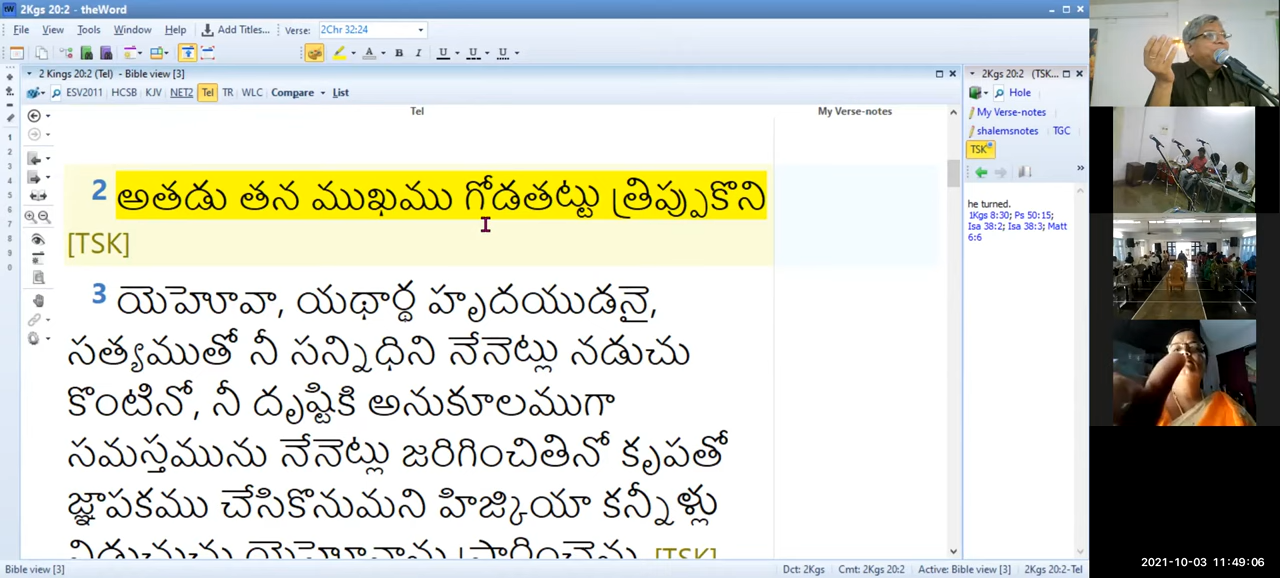 2Kgs 20:2 - theWord
File View Tools Window Help Add Titles... Verse: 2Chr 32:24
2 Kings 20:2 (Tel) - Bible view [3]
ESV2011 HCSB KJV NET2 Tel TR WLC Compare List
Tel My Verse-notes
2 అతడు తన ముఖము గోడతట్టు త్రిప్పుకొని
[TSK]
3 యెహోవా, యథార్థ హృదయుడనై,
సత్యముతో నీ సన్నిధిని నేనెట్లు నడుచు
కొంటినో, నీ దృష్టికి అనుకూలముగా
సమస్తమును నేనెట్లు జరిగించితినో కృపతో
జ్ఞాపకము చేసికొనుమని హిజ్కియా కన్నీళ్లు
విడుచుచు యెహోవాను ప్రార్థించెను. [TSK]
2Kgs 20:2 (TSK...
Hole
My Verse-notes
shalemsnotes TGC
TSK
he turned.
1Kgs 8:30; Ps 50:15;
Isa 38:2; Isa 38:3; Matt
6:6
Bible view [3] Dct: 2Kgs Cmt: 2Kgs 20:2 Active: Bible view [3] 2Kgs 20:2-Tel
2021-10-03 11:49:06